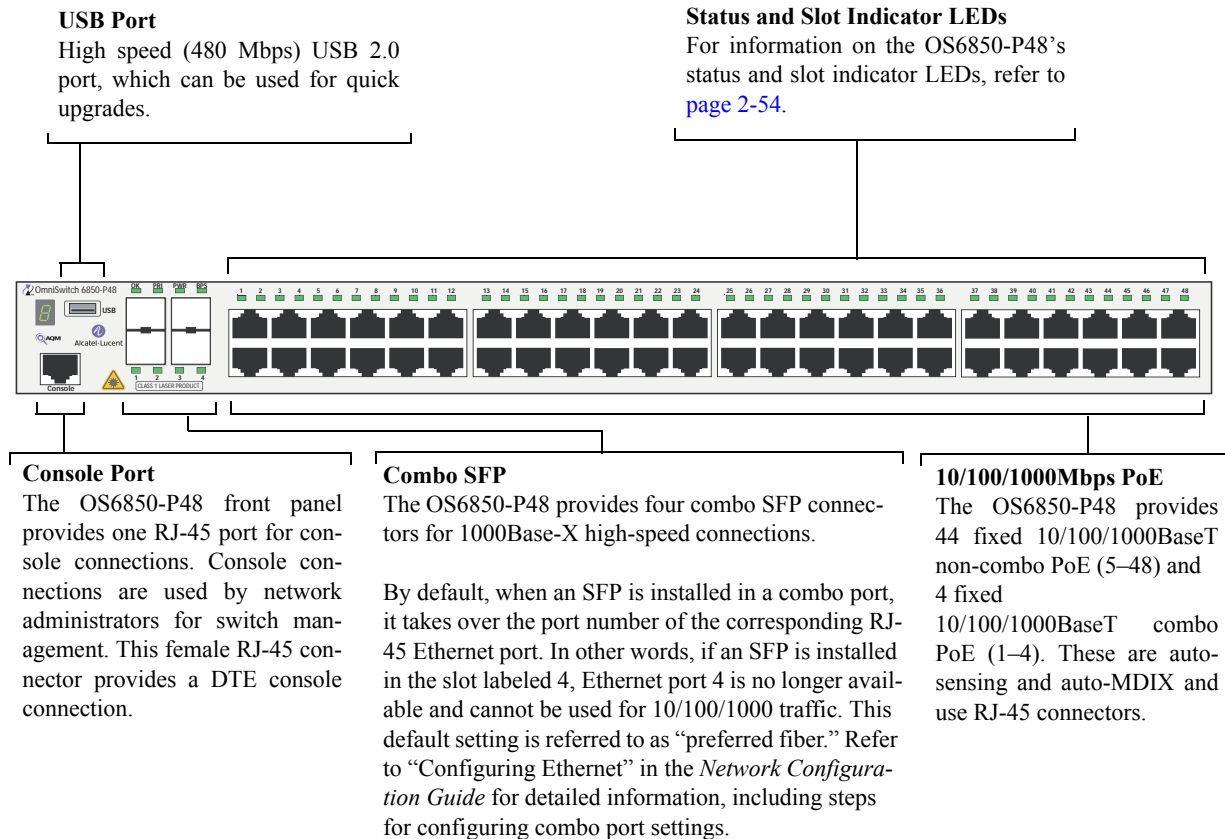 USB Port
High speed (480 Mbps) USB 2.0
port, which can be used for quick
upgrades.
Status and Slot Indicator LEDs
For information on the OS6850-P48’s
status and slot indicator LEDs, refer to
page 2-54.
OmniSwitch 6850-P48
OK PRI PWR BPS
1 2 3 4 5 6 7 8 9 10 11 12
13 14 15 16 17 18 19 20 21 22 23 24
25 26 27 28 29 30 31 32 33 34 35 36
37 38 39 40 41 42 43 44 45 46 47 48
8
USB
AQM
Alcatel-Lucent
Console
1 2 3 4
CLASS 1 LASER PRODUCT
Console Port
The OS6850-P48 front panel
provides one RJ-45 port for con-
sole connections. Console con-
nections are used by network
administrators for switch man-
agement. This female RJ-45 con-
nector provides a DTE console
connection.
Combo SFP
The OS6850-P48 provides four combo SFP connec-
tors for 1000Base-X high-speed connections.
By default, when an SFP is installed in a combo port,
it takes over the port number of the corresponding RJ-
45 Ethernet port. In other words, if an SFP is installed
in the slot labeled 4, Ethernet port 4 is no longer avail-
able and cannot be used for 10/100/1000 traffic. This
default setting is referred to as “preferred fiber.” Refer
to “Configuring Ethernet” in the Network Configura-
tion Guide for detailed information, including steps
for configuring combo port settings.
10/100/1000Mbps PoE
The OS6850-P48 provides
44 fixed 10/100/1000BaseT
non-combo PoE (5–48) and
4 fixed
10/100/1000BaseT combo
PoE (1–4). These are auto-
sensing and auto-MDIX and
use RJ-45 connectors.